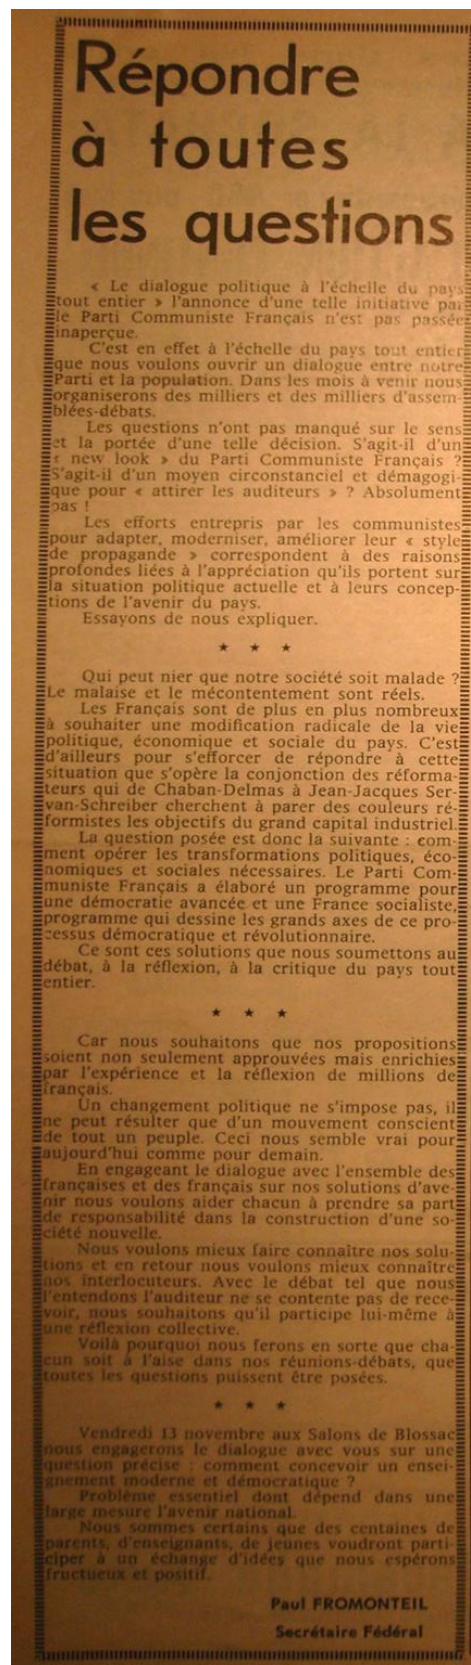 Répondre
à toutes
les questions
« Le dialogue politique à l'échelle du pays
tout entier » l'annonce d'une telle initiative par
le Parti Communiste Français n'est pas passée
inaperçue.
C'est en effet à l'échelle du pays tout entier
que nous voulons ouvrir un dialogue entre notre
Parti et la population. Dans les mois à venir nous
organiserons des milliers et des milliers d'assem-
blées-débats.
Les questions n'ont pas manqué sur le sens
et la portée d'une telle décision. S'agit-il d'un
« new look » du Parti Communiste Français ?
S'agit-il d'un moyen circonstanciel et démagogi-
que pour « attirer les auditeurs » ? Absolument
pas !
Les efforts entrepris par les communistes
pour adapter, moderniser, améliorer leur « style
de propagande » correspondent à des raisons
profondes liées à l'appréciation qu'ils portent sur
la situation politique actuelle et à leurs concep-
tions de l'avenir du pays.
Essayons de nous expliquer.
★ ★ ★
Qui peut nier que notre société soit malade ?
Le malaise et le mécontentement sont réels.
Les Français sont de plus en plus nombreux
à souhaiter une modification radicale de la vie
politique, économique et sociale du pays. C'est
d'ailleurs pour s'efforcer de répondre à cette
situation que s'opère la conjonction des réforma-
teurs qui de Chaban-Delmas à Jean-Jacques Ser-
van-Schreiber cherchent à parer des couleurs ré-
formistes les objectifs du grand capital industriel.
La question posée est donc la suivante : com-
ment opérer les transformations politiques, éco-
nomiques et sociales nécessaires. Le Parti Com-
muniste Français a élaboré un programme pour
une démocratie avancée et une France socialiste,
programme qui dessine les grands axes de ce pro-
cessus démocratique et révolutionnaire.
Ce sont ces solutions que nous soumettons au
débat, à la réflexion, à la critique du pays tout
entier.
★ ★ ★
Car nous souhaitons que nos propositions
soient non seulement approuvées mais enrichies
par l'expérience et la réflexion de millions de
français.
Un changement politique ne s'impose pas, il
ne peut résulter que d'un mouvement conscient
de tout un peuple. Ceci nous semble vrai pour
aujourd'hui comme pour demain.
En engageant le dialogue avec l'ensemble des
françaises et des français sur nos solutions d'ave-
nir nous voulons aider chacun à prendre sa part
de responsabilité dans la construction d'une so-
ciété nouvelle.
Nous voulons mieux faire connaître nos solu-
tions et en retour nous voulons mieux connaître
nos interlocuteurs. Avec le débat tel que nous
l'entendons l'auditeur ne se contente pas de rece-
voir, nous souhaitons qu'il participe lui-même à
une réflexion collective.
Voilà pourquoi nous ferons en sorte que cha-
cun soit à l'aise dans nos réunions-débats, que
toutes les questions puissent être posées.
★ ★ ★
Vendredi 13 novembre aux Salons de Blossac
nous engagerons le dialogue avec vous sur une
question précise : comment concevoir un ensei-
gnement moderne et démocratique ?
Problème essentiel dont dépend dans une
large mesure l'avenir national.
Nous sommes certains que des centaines de
parents, d'enseignants, de jeunes voudront parti-
ciper à un échange d'idées que nous espérons
fructueux et positif.
Paul FROMONTEIL
Secrétaire Fédéral